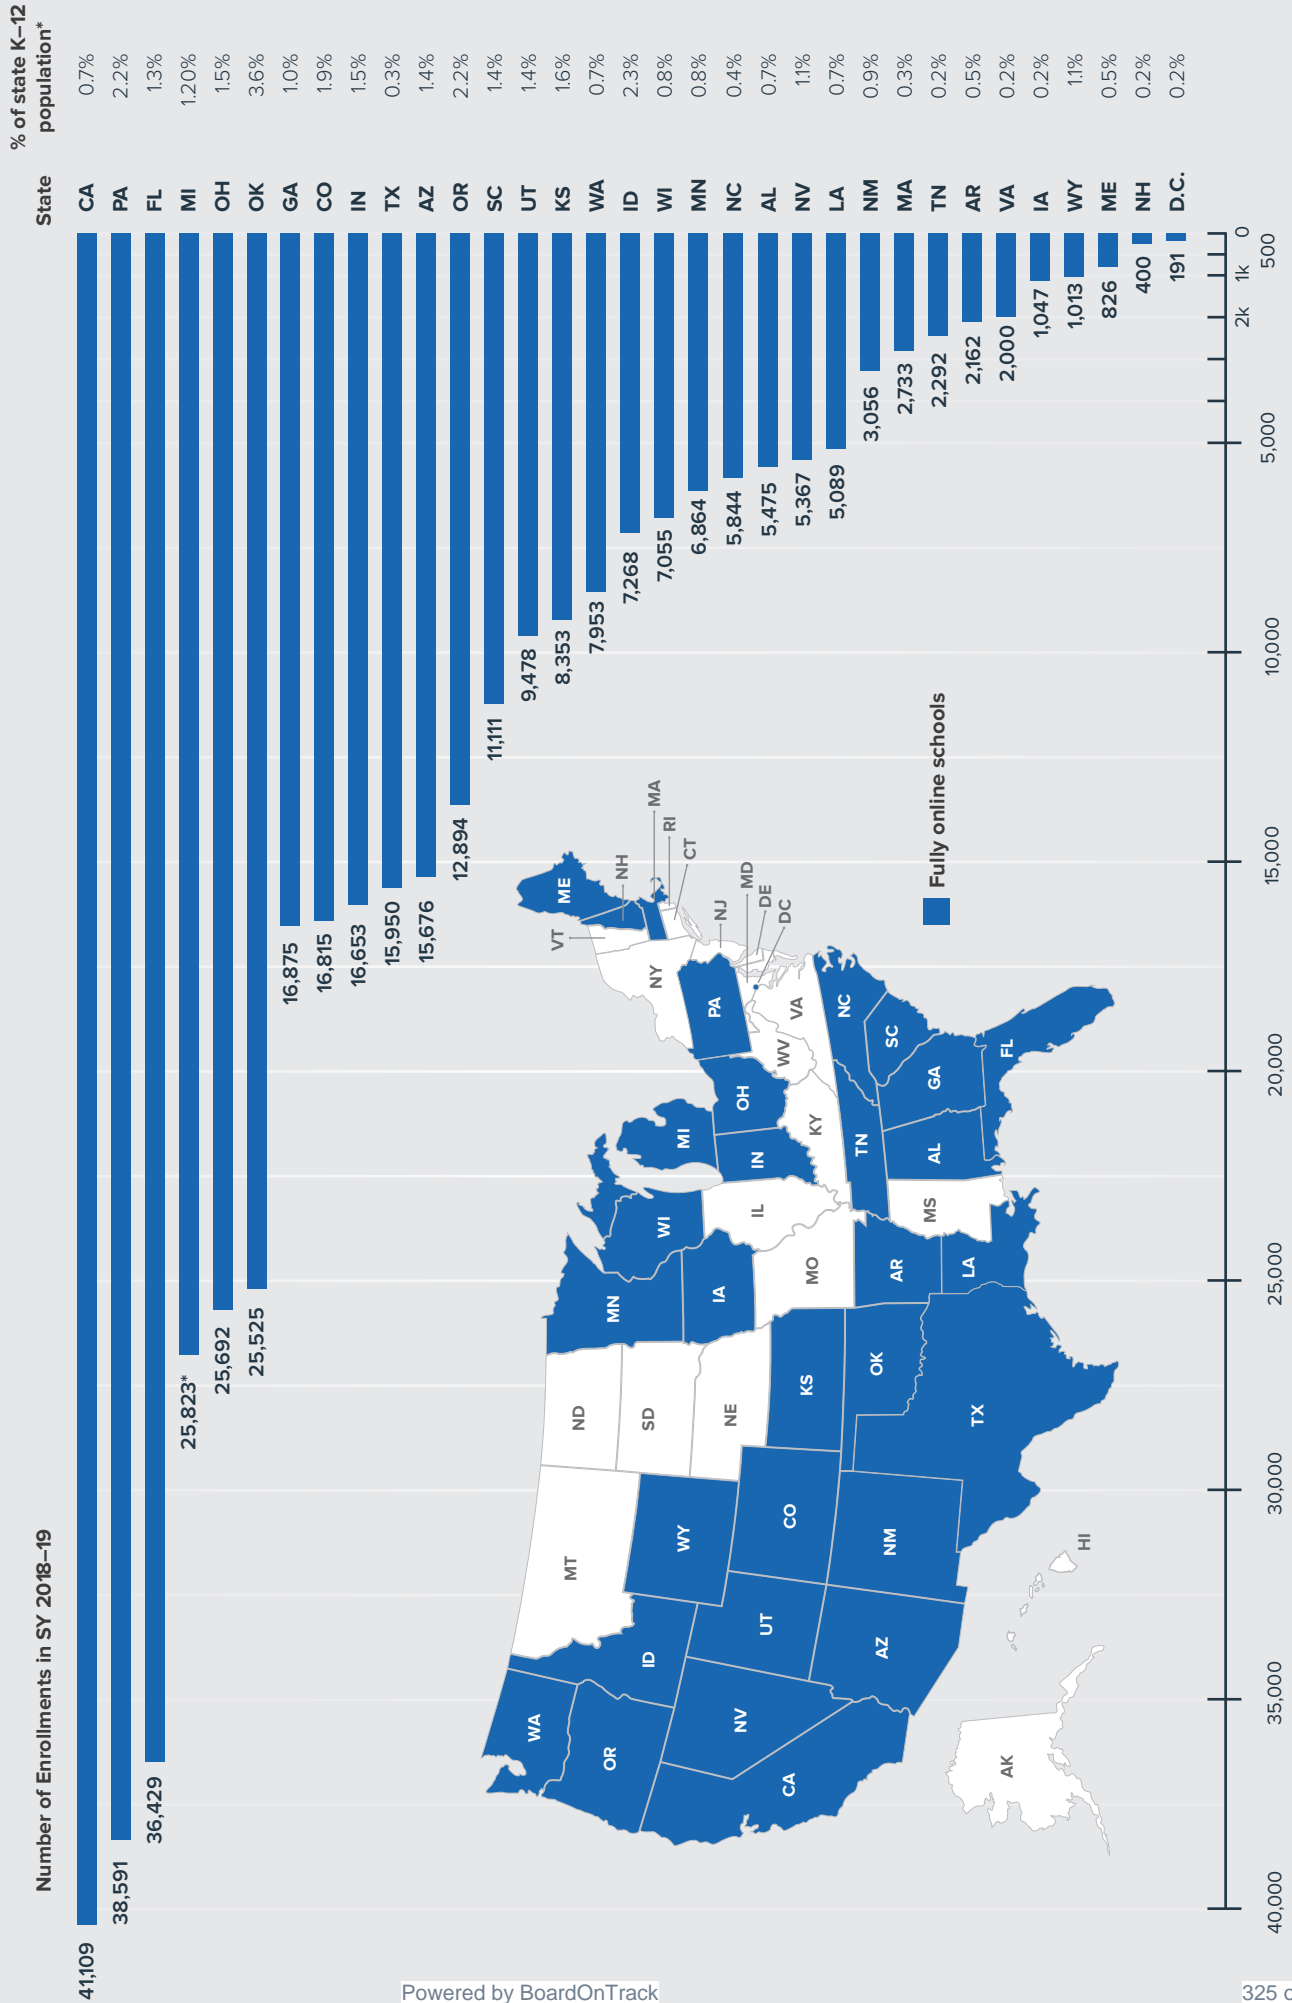 Number of Enrollments in SY 2018–19
State
% of state K–12
population*
41,109 CA 0.7%
38,591 PA 2.2%
36,429 FL 1.3%
25,823* MI 1.20%
25,692 OH 1.5%
25,525 OK 3.6%
16,875 GA 1.0%
16,815 CO 1.9%
16,653 IN 1.5%
15,950 TX 0.3%
15,676 AZ 1.4%
12,894 OR 2.2%
11,111 SC 1.4%
9,478 UT 1.4%
8,353 KS 1.6%
7,953 WA 0.7%
7,268 ID 2.3%
7,055 WI 0.8%
6,864 MN 0.8%
5,844 NC 0.4%
5,475 AL 0.7%
5,367 NV 1.1%
5,089 LA 0.7%
3,056 NM 0.9%
2,733 MA 0.3%
2,292 TN 0.2%
2,162 AR 0.5%
2,000 VA 0.2%
1,047 IA 0.2%
1,013 WY 1.1%
826 ME 0.5%
400 NH 0.2%
191 D.C. 0.2%
40,000
35,000
30,000
25,000
20,000
15,000
10,000
5,000
2k
1k
500
0
WA
OR
CA
ID
NV
MT
WY
UT
AZ
CO
NM
ND
SD
NE
KS
OK
TX
MN
IA
MO
AR
LA
WI
IL
MS
MI
IN
OH
KY
TN
AL
GA
FL
SC
NC
WV
VA
PA
NY
VT
ME
NH
MA
RI
CT
NJ
MD
DE
DC
AK
HI
Fully online schools
Powered by BoardOnTrack
325 o